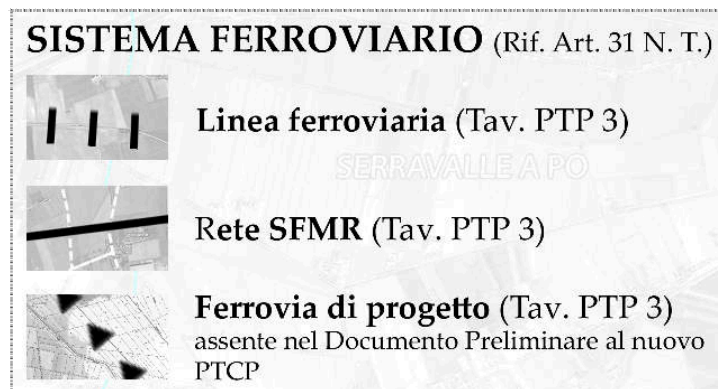 SISTEMA FERROVIARIO (Rif. Art. 31 N. T.)
Linea ferroviaria (Tav. PTP 3)
SERRAVALLE A PO
Rete SFMR (Tav. PTP 3)
Ferrovia di progetto (Tav. PTP 3)
assente nel Documento Preliminare al nuovo
PTCP